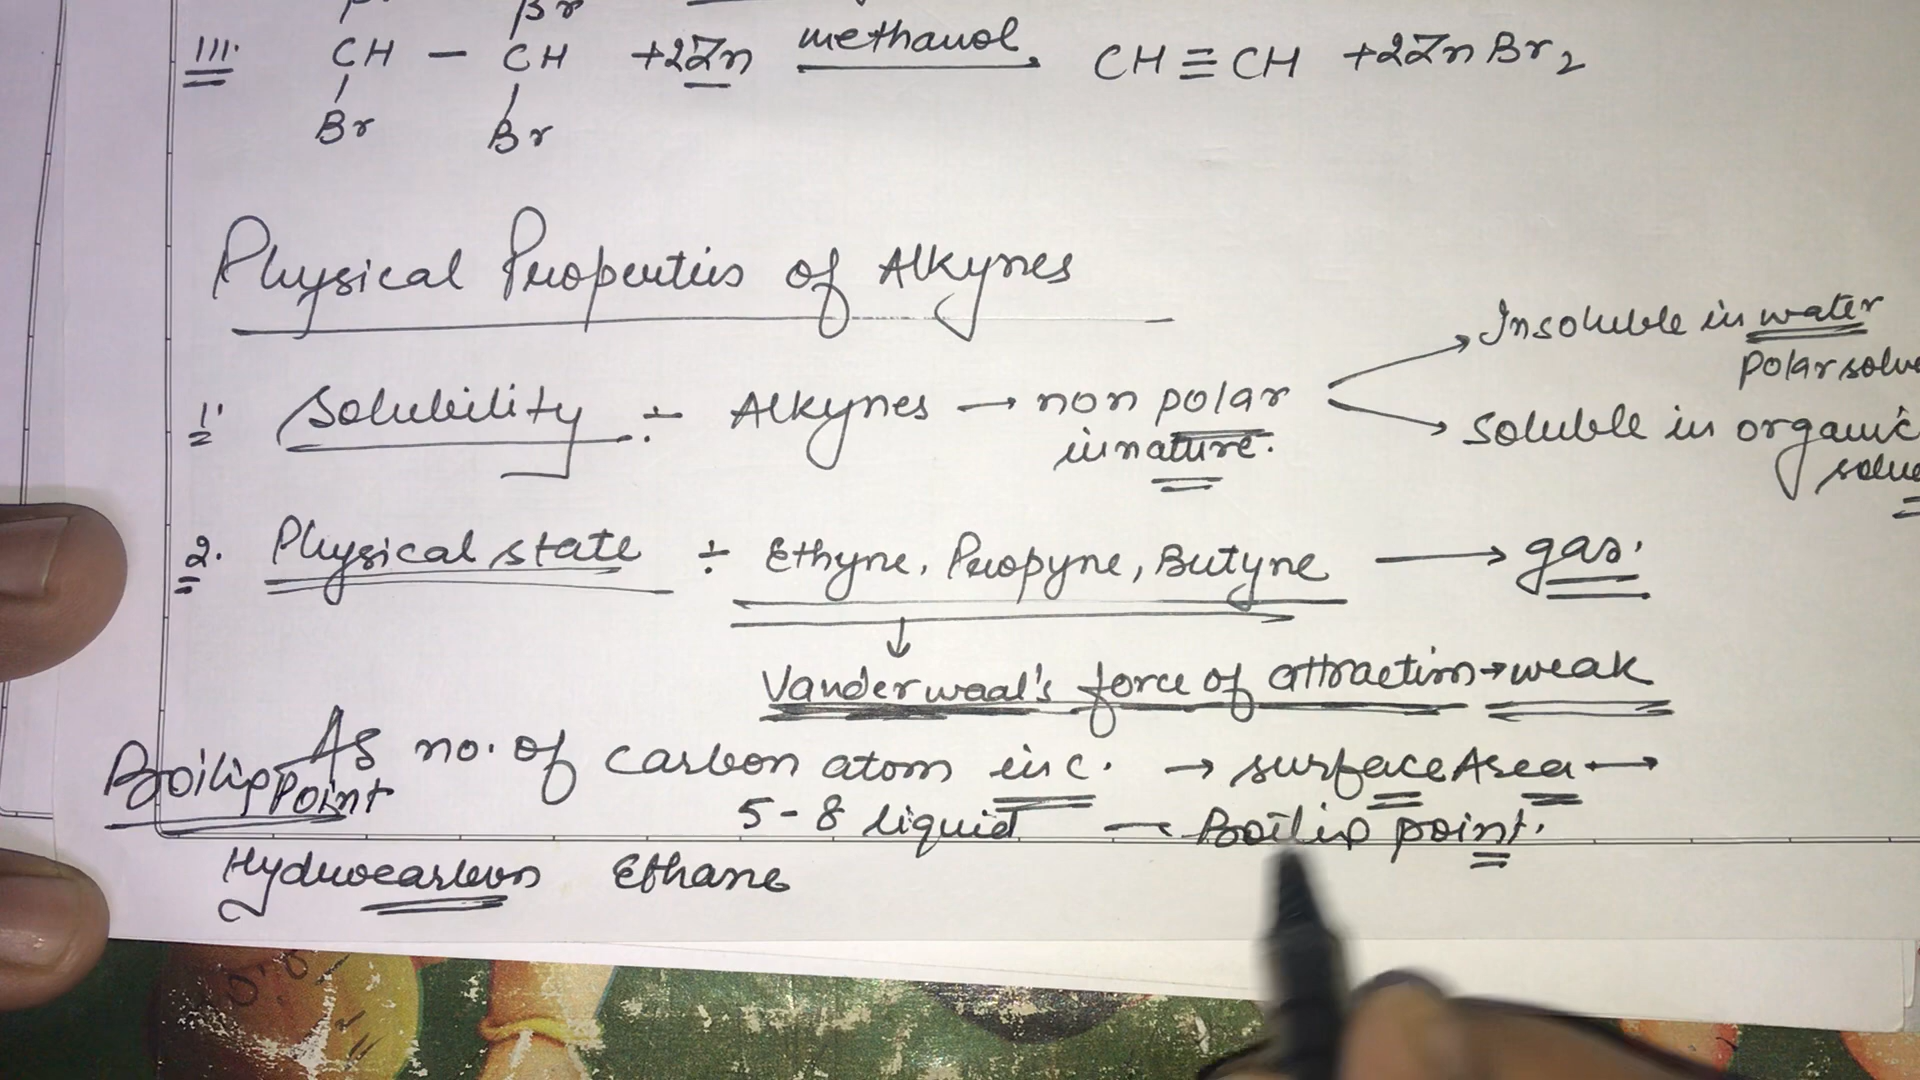 Br
III. CH – CH +2Zn methanol CH≡CH +2ZnBr2
Br Br
Physical Properties of Alkynes
1. Solubility :- Alkynes → non polar
in nature.
Insoluble in water
Polar solve
Soluble in organic
solve
2. Physical state ÷ Ethyne, Propyne, Butyne → gas.
Vander waal's force of attraction → weak
As no. of carbon atom inc. → surface Area →
Boiling Point
5-8 liquid — Boiling point.
Hydrocarbon Ethane